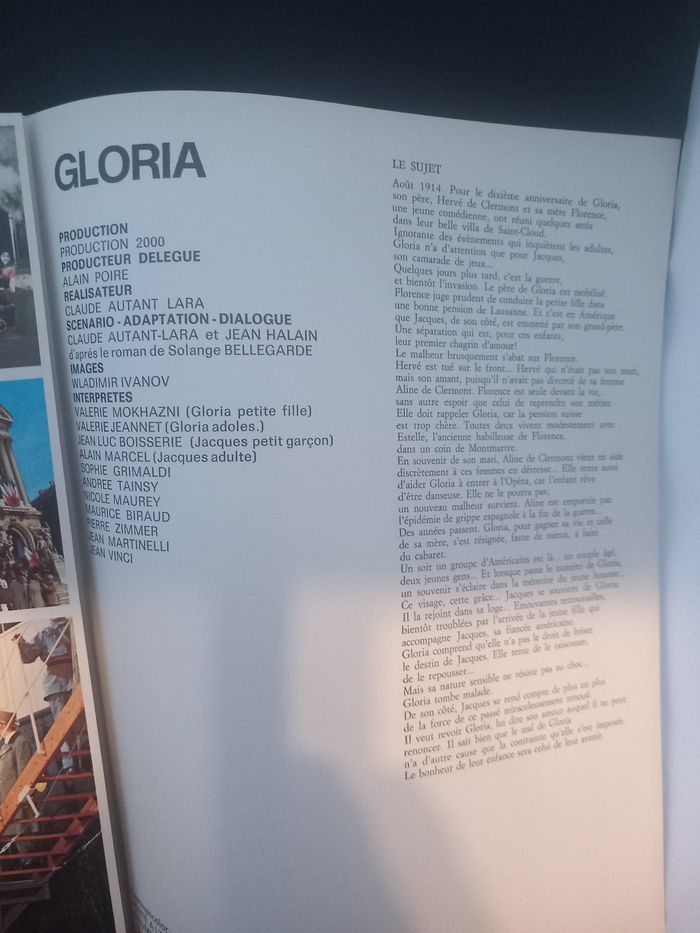 GLORIA
PRODUCTION
PRODUCTION 2000
PRODUCTEUR DELEGUE
ALAIN POIRE
REALISATEUR
CLAUDE AUTANT LARA
SCENARIO - ADAPTATION - DIALOGUE
CLAUDE AUTANT-LARA et JEAN HALAIN
d'après le roman de Solange BELLEGARDE
IMAGES
WLADIMIR IVANOV
INTERPRETES
VALERIE MOKHAZNI (Gloria petite fille)
VALERIE JEANNET (Gloria adoles.)
JEAN LUC BOISSERIE (Jacques petit garçon)
ALAIN MARCEL (Jacques adulte)
SOPHIE GRIMALDI
ANDREE TAINSY
NICOLE MAUREY
MAURICE BIRAUD
PIERRE ZIMMER
JEAN MARTINELLI
JEAN VINCI
LE SUJET
Août 1914. Pour le dixième anniversaire de Gloria,
son père, Hervé de Clermont et sa mère Florence,
une jeune comédienne, ont réuni quelques amis
dans leur belle villa de Saint-Cloud.
Ignorante des évènements qui inquiètent les adultes,
Gloria n'a d'attention que pour Jacques,
son camarade de jeux...
Quelques jours plus tard, c'est la guerre,
et bientôt l'invasion. Le père de Gloria est mobilisé.
Florence juge prudent de conduire la petite fille dans
une bonne pension de Lausanne. Et c'est en Amérique
que Jacques, de son côté, est emmené par son grand-père.
Une séparation qui est, pour ces enfants,
leur premier chagrin d'amour!
Le malheur brusquement s'abat sur Florence.
Hervé est tué sur le front... Hervé qui n'était pas son mari,
mais son amant, puisqu'il n'avait pas divorcé de sa femme
Aline de Clermont. Florence est seule devant la vie,
sans autre espoir que celui de reprendre son métier.
Elle doit rappeler Gloria, car la pension suisse
est trop chère. Toutes deux vivent modestement avec
Estelle, l'ancienne habilleuse de Florence,
dans un coin de Montmartre.
En souvenir de son mari, Aline de Clermont vient en aide
discrètement à ces femmes en détresse... Elle tente aussi
d'aider Gloria à entrer à l'Opéra, car l'enfant rêve
d'être danseuse. Elle ne le pourra pas;
un nouveau malheur survient. Aline est emportée par
l'épidémie de grippe espagnole à la fin de la guerre...
Des années passent. Gloria, pour gagner sa vie et celle
de sa mère, s'est résignée, faute de mieux, à faire
du cabaret.
Un soir un groupe d'Américains est là... un couple âgé,
deux jeunes gens... Et lorsque passe le numéro de Gloria,
un souvenir s'éclaire dans la mémoire du jeune homme...
Ce visage, cette grâce... Jacques se souvient de Gloria.
Il la rejoint dans sa loge... Emouvantes retrouvailles,
bientôt troublées par l'arrivée de la jeune fille qui
accompagne Jacques, sa fiancée américaine.
Gloria comprend qu'elle n'a pas le droit de briser
le destin de Jacques. Elle tente de le raisonner,
de le repousser...
Mais sa nature sensible ne résiste pas au choc...
Gloria tombe malade.
De son côté, Jacques se rend compte de plus en plus
de la force de ce passé miraculeusement renoué.
Il veut revoir Gloria, lui dire son amour auquel il ne peut
renoncer. Il sait bien que le mal de Gloria
n'a d'autre cause que la contrainte qu'elle s'est imposée.
Le bonheur de leur enfance sera celui de leur avenir.